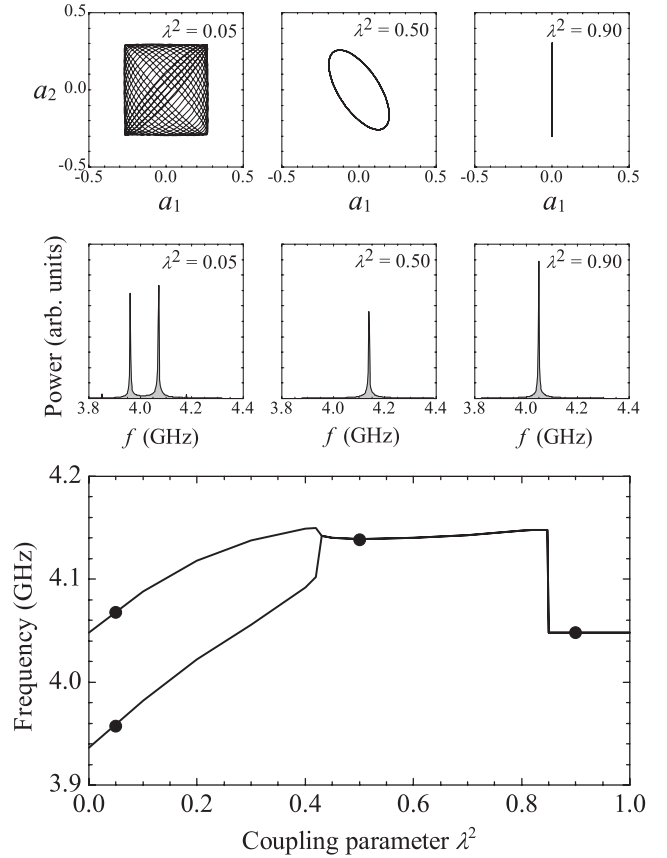 0.5
λ² = 0.05
λ² = 0.50
λ² = 0.90
a₂
0.0
-0.5
-0.5 0.0 0.5
-0.5 0.0 0.5
-0.5 0.0 0.5
a₁
a₁
a₁
Power (arb. units)
λ² = 0.05
λ² = 0.50
λ² = 0.90
3.8 4.0 4.2 4.4
3.8 4.0 4.2 4.4
3.8 4.0 4.2 4.4
f (GHz)
f (GHz)
f (GHz)
Frequency (GHz)
4.2
4.1
4.0
3.9
0.0 0.2 0.4 0.6 0.8 1.0
Coupling parameter λ²